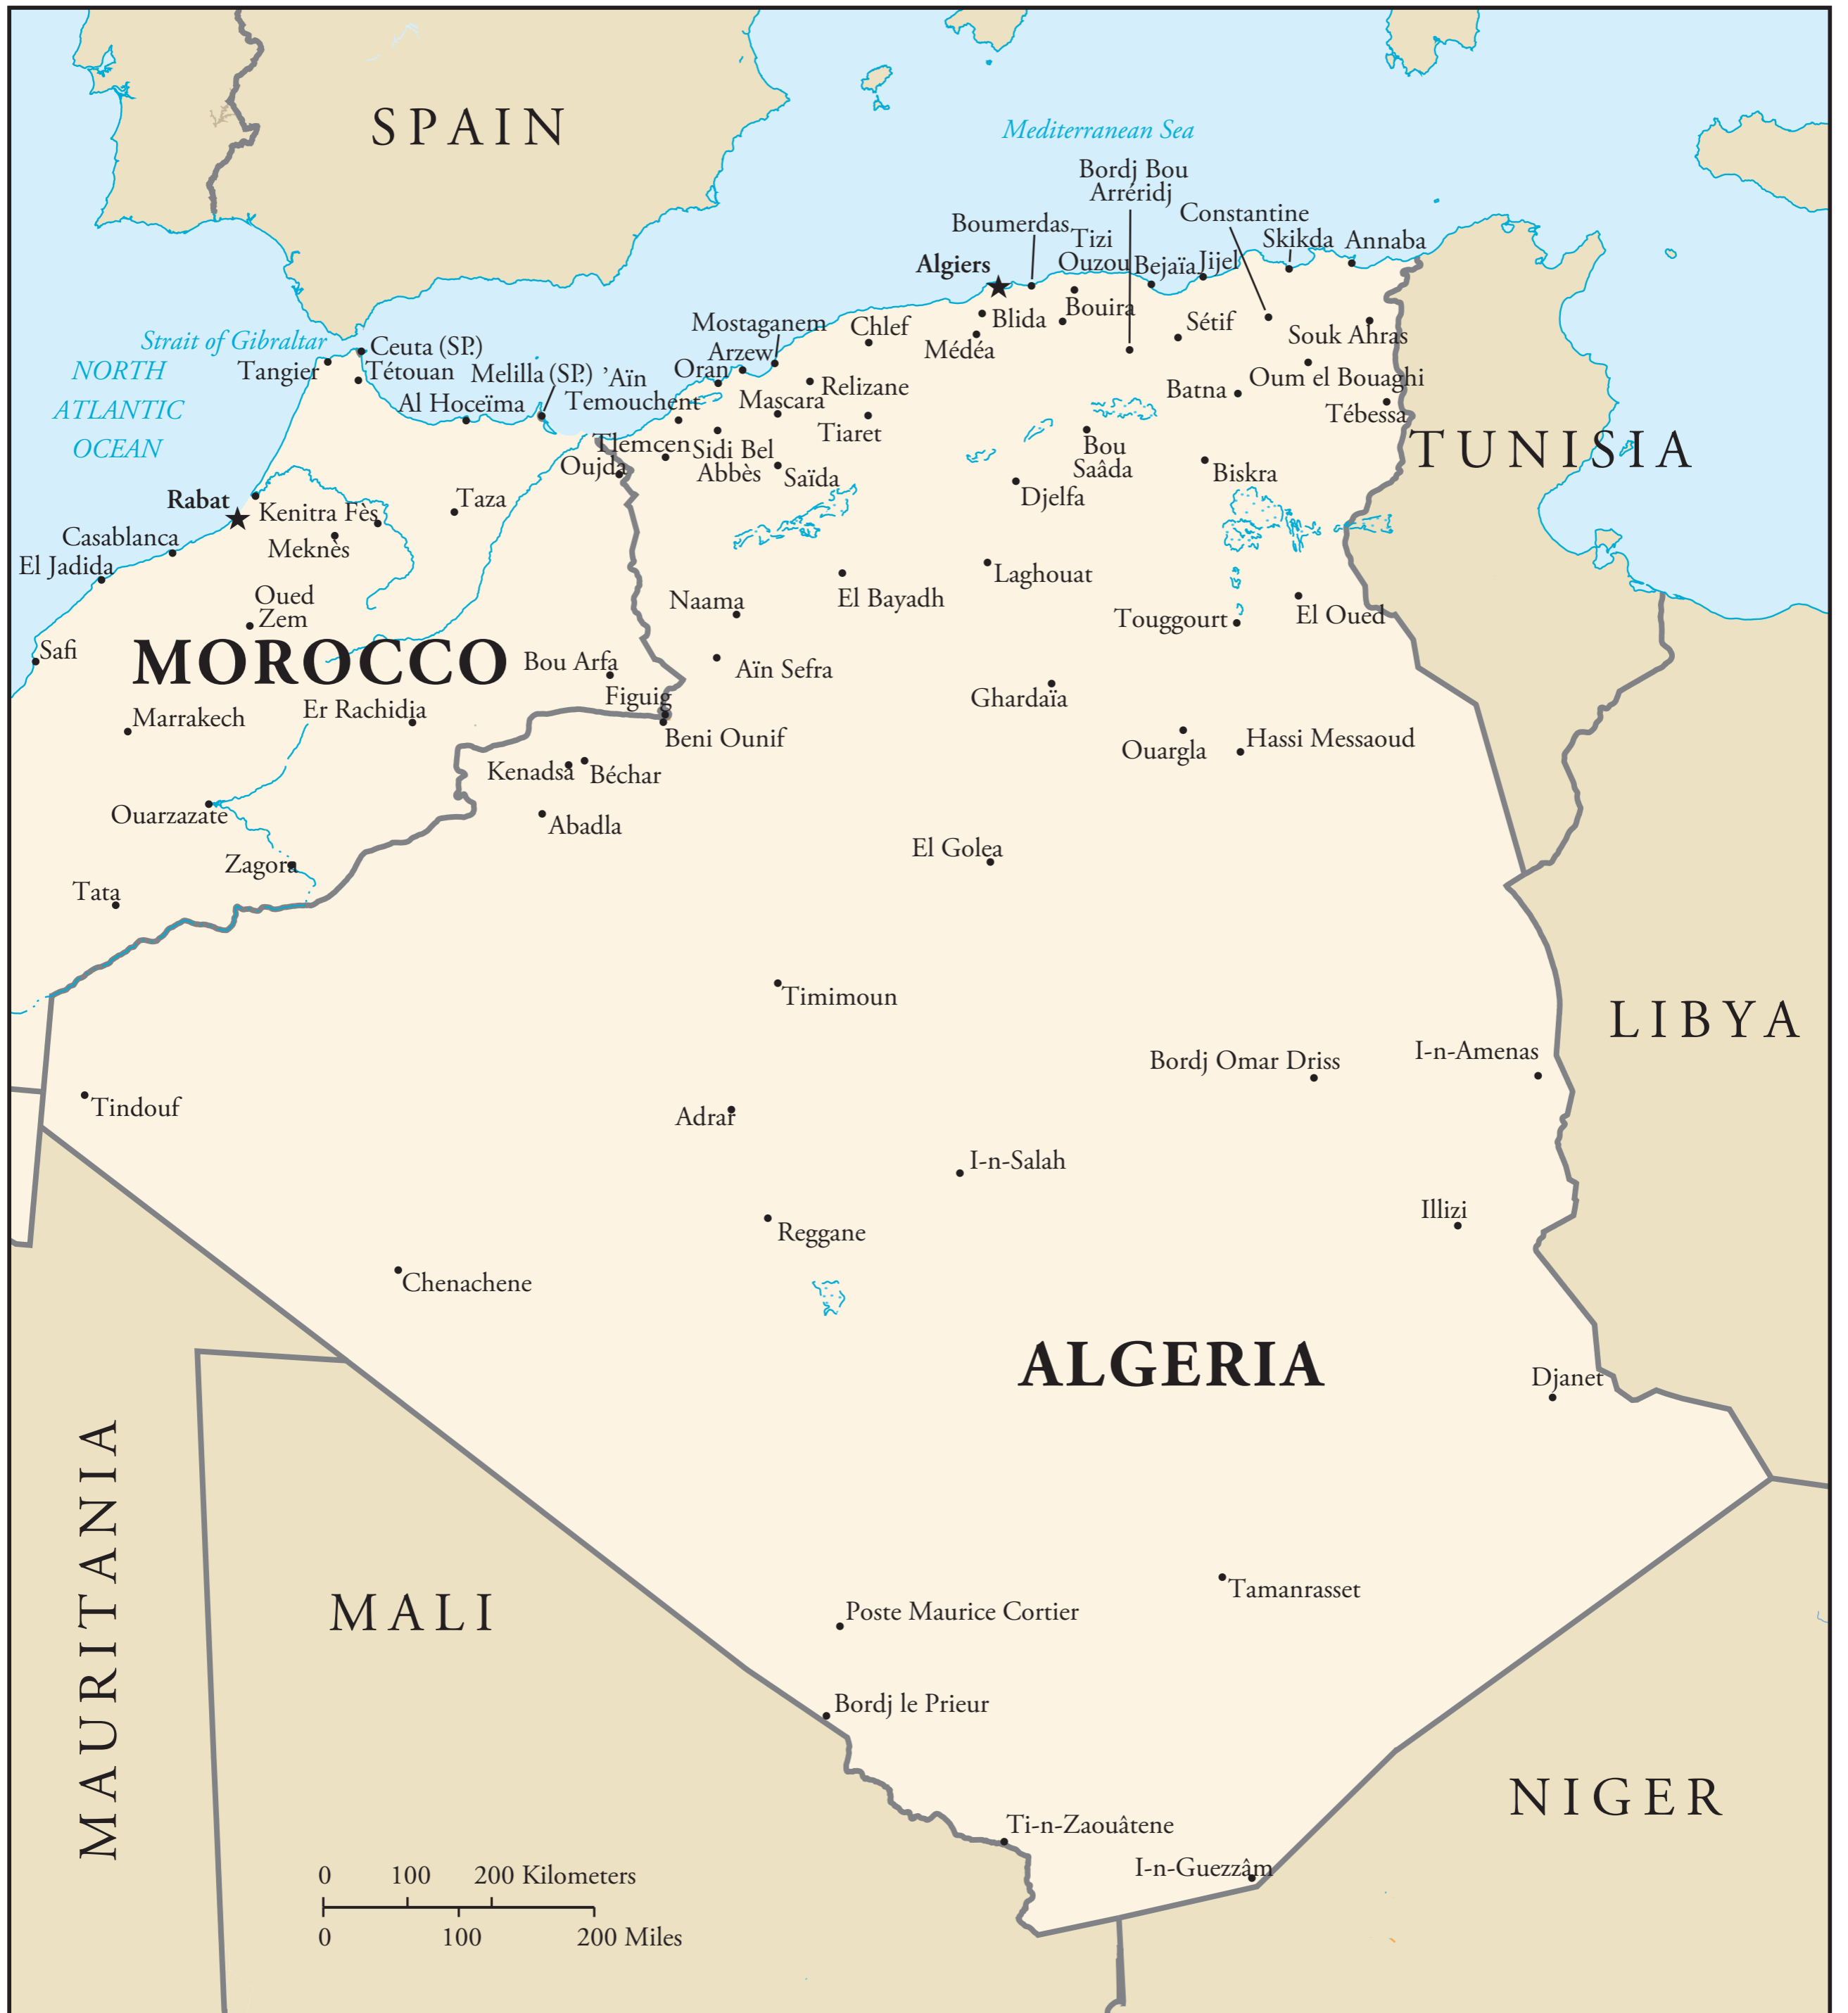 SPAIN
Mediterranean Sea
Bordj Bou
Arréridj
Constantine
Boumerdas
Tizi
Ouzou
Skikda
Annaba
Algiers
Bejaïa
Jijel
Bouira
Blida
Sétif
Souk Ahras
Mostaganem
Chlef
Médéa
Strait of Gibraltar
Ceuta (SP.)
Arzew
Tangier
Tétouan
Melilla (SP.)
’Aïn
Temouchent
Oran
Relizane
Oum el Bouaghi
NORTH
ATLANTIC
OCEAN
Al Hoceïma
Mascara
Batna
Tébessa
Tiaret
TUNISIA
Tlemcen
Sidi Bel
Abbès
Bou
Saâda
Oujda
Saïda
Biskra
Rabat
Kenitra
Fès
Taza
Djelfa
Casablanca
Meknès
El Jadida
Laghouat
Oued
Zem
Naama
El Bayadh
Touggourt
El Oued
Safi
MOROCCO
Bou Arfa
Aïn Sefra
Figuig
Ghardaïa
Marrakech
Er Rachidia
Beni Ounif
Ouargla
Hassi Messaoud
Kenadsa
Béchar
Ouarzazate
Abadla
El Golea
Zagora
Tata
Timimoun
LIBYA
Bordj Omar Driss
I-n-Amenas
Tindouf
Adrar
I-n-Salah
Illizi
Reggane
Chenachene
ALGERIA
Djanet
MAURITANIA
MALI
Tamanrasset
Poste Maurice Cortier
Bordj le Prieur
NIGER
Ti-n-Zaouâtene
I-n-Guezzâm
0 100 200 Kilometers
0 100 200 Miles